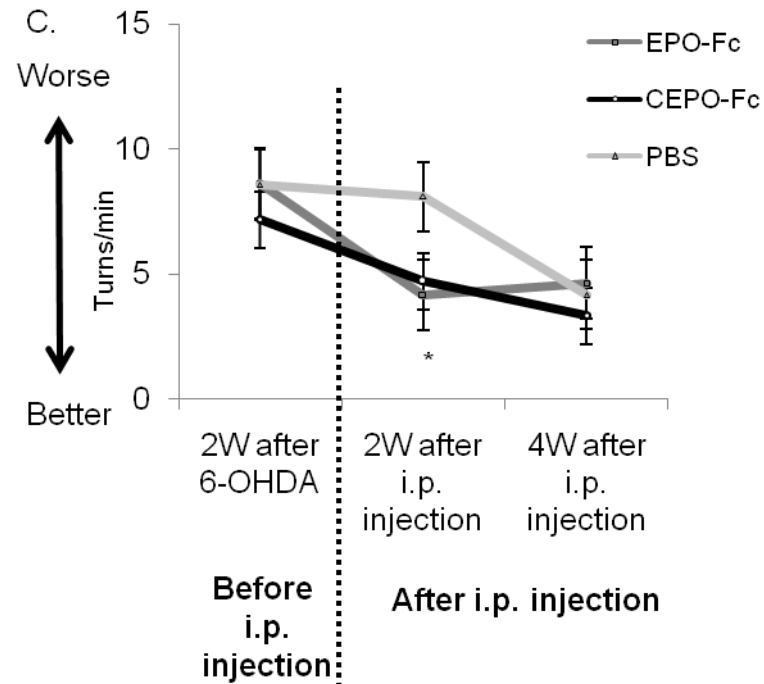 C.
Worse
Better
Turns/min
15
10
5
0
EPO-Fc
CEPO-Fc
PBS
*
2W after
6-OHDA
2W after
i.p.
injection
4W after
i.p.
injection
Before
i.p.
injection
After i.p. injection